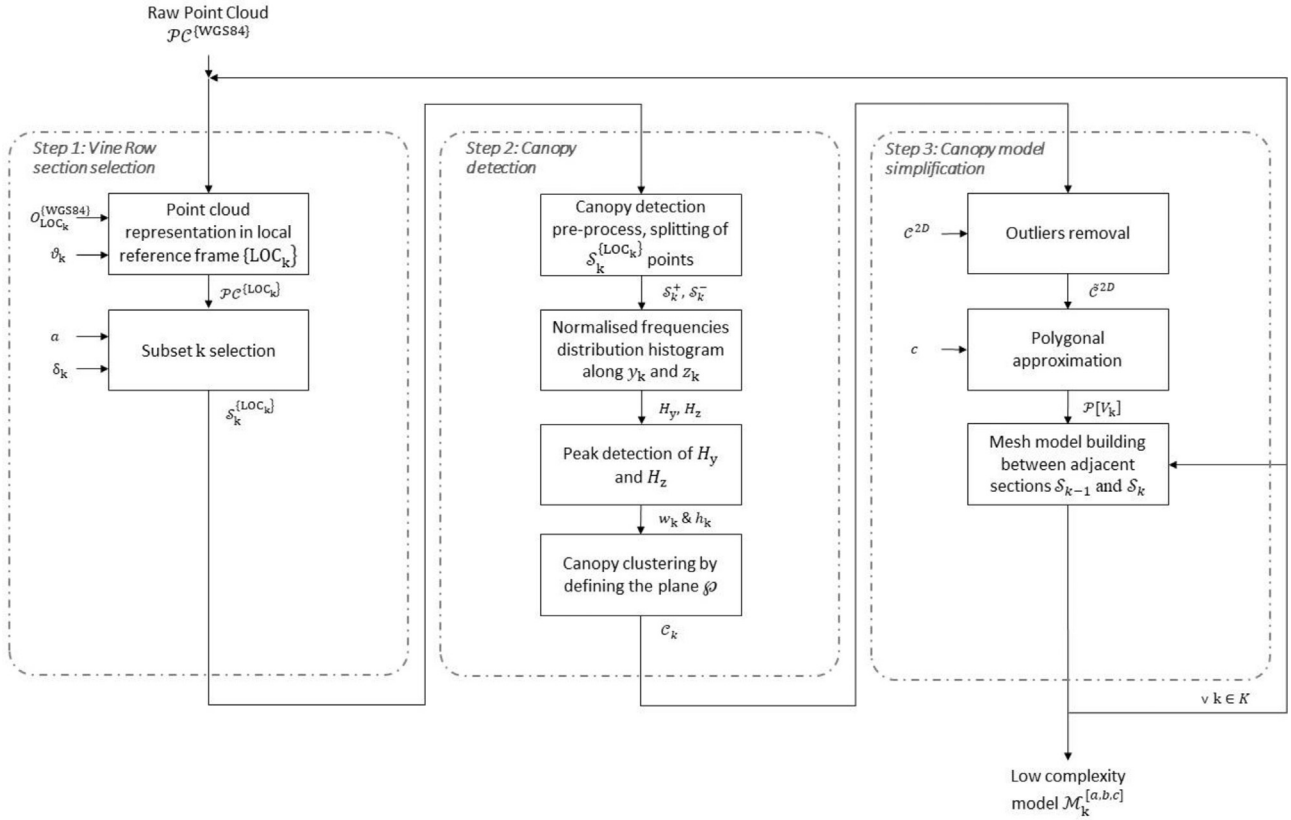 Raw Point Cloud
𝒫𝒞^{WGS84}
Step 1: Vine Row
section selection
O_{LOC_k}^{WGS84}
ϑ_k
Point cloud
representation in local
reference frame {LOC_k}
𝒫𝒞^{LOC_k}
a
δ_k
Subset k selection
𝒮_k^{LOC_k}
Step 2: Canopy
detection
Canopy detection
pre-process, splitting of
𝒮_k^{LOC_k} points
𝒮_k^+, 𝒮_k^-
Normalised frequencies
distribution histogram
along y_k and z_k
H_y, H_z
Peak detection of H_y
and H_z
w_k & h_k
Canopy clustering by
defining the plane ℘
𝒞_k
Step 3: Canopy model
simplification
𝒞^{2D}
Outliers removal
𝒞̃^{2D}
c
Polygonal
approximation
𝒫[V_k]
Mesh model building
between adjacent
sections 𝒮_{k−1} and 𝒮_k
∨ k ∈ K
Low complexity
model ℳ_k^{[a,b,c]}